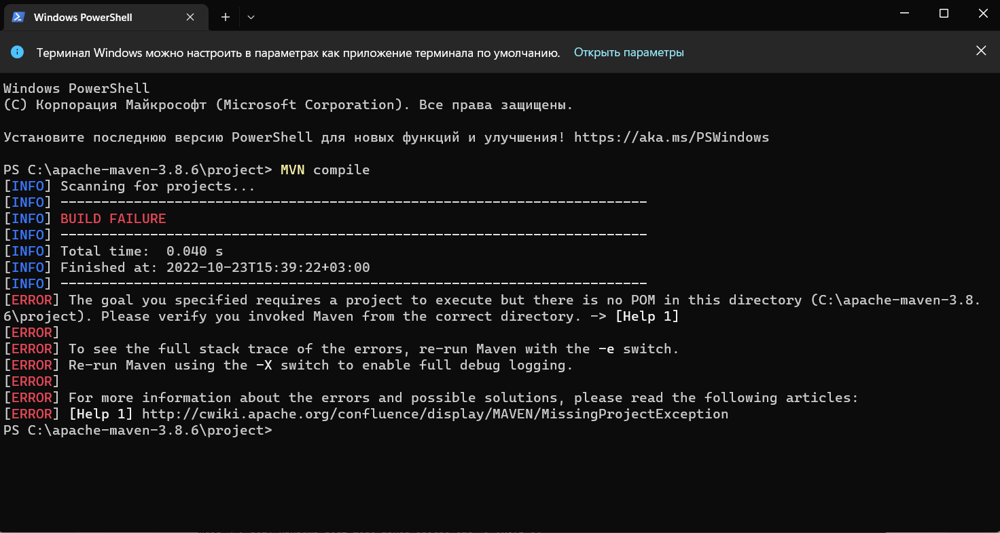 Windows PowerShell
Терминал Windows можно настроить в параметрах как приложение терминала по умолчанию. Открыть параметры
Windows PowerShell
(C) Корпорация Майкрософт (Microsoft Corporation). Все права защищены.
Установите последнюю версию PowerShell для новых функций и улучшения! https://aka.ms/PSWindows
PS C:\apache-maven-3.8.6\project> MVN compile
[INFO] Scanning for projects...
[INFO] ------------------------------------------------------------------------
[INFO] BUILD FAILURE
[INFO] ------------------------------------------------------------------------
[INFO] Total time:  0.040 s
[INFO] Finished at: 2022-10-23T15:39:22+03:00
[INFO] ------------------------------------------------------------------------
[ERROR] The goal you specified requires a project to execute but there is no POM in this directory (C:\apache-maven-3.8.
6\project). Please verify you invoked Maven from the correct directory. -> [Help 1]
[ERROR]
[ERROR] To see the full stack trace of the errors, re-run Maven with the -e switch.
[ERROR] Re-run Maven using the -X switch to enable full debug logging.
[ERROR]
[ERROR] For more information about the errors and possible solutions, please read the following articles:
[ERROR] [Help 1] http://cwiki.apache.org/confluence/display/MAVEN/MissingProjectException
PS C:\apache-maven-3.8.6\project>